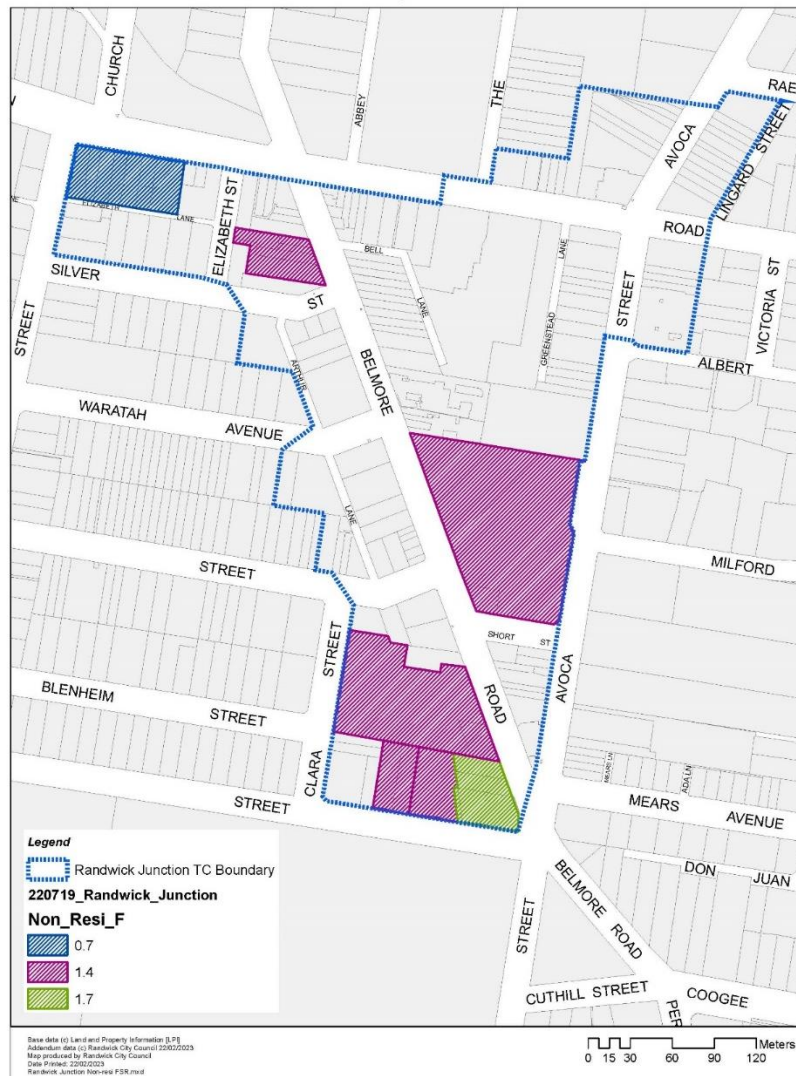 CHURCH
ABBEY
THE
RAE
AVOCA
LINGARD STREET
ELIZABETH
LANE
ELIZABETH ST
ROAD
BELL
LANE
LANE
GREENSTEAD
STREET
VICTORIA ST
SILVER
ST
STREET
ARTHUR
BELMORE
ALBERT
WARATAH
AVENUE
LANE
STREET
MILFORD
SHORT
ST
STREET
ROAD
AVOCA
BLENHEIM
STREET
CLARA
STREET
MEARS LN
ADA LN
MEARS
AVENUE
DON
JUAN
BELMORE
ROAD
STREET
CUTHILL STREET
COOGEE
PER
Legend
Randwick Junction TC Boundary
220719_Randwick_Junction
Non_Resi_F
0.7
1.4
1.7
Base data (c) Land and Property Information [LPI]
Addendum data (c) Randwick City Council 22/02/2023
Map produced by Randwick City Council
Date Printed: 22/02/2023
Randwick Junction Non-resi FSR.mxd
Meters
0 15 30 60 90 120